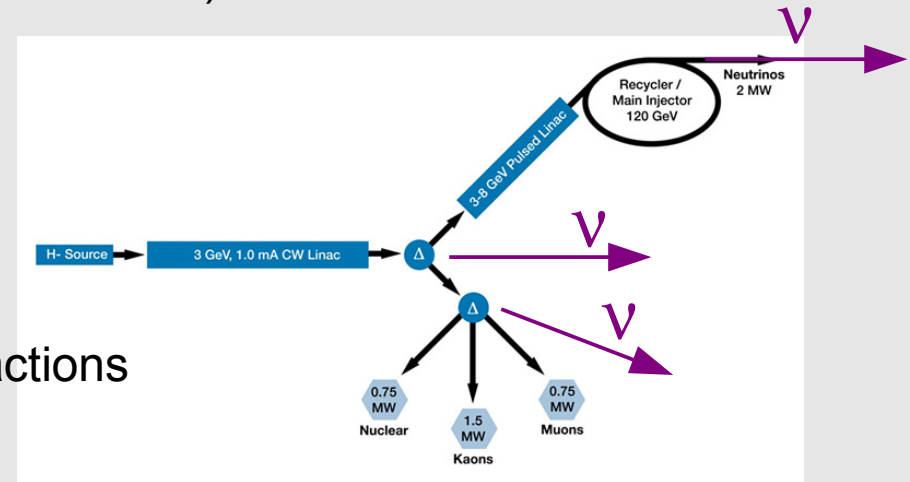 ν
Neutrinos
2 MW
Recycler /
Main Injector
120 GeV
3-8 GeV Pulsed Linac
ν
H- Source
3 GeV, 1.0 mA CW Linac
Δ
Δ
ν
actions
0.75
MW
Nuclear
1.5
MW
Kaons
0.75
MW
Muons